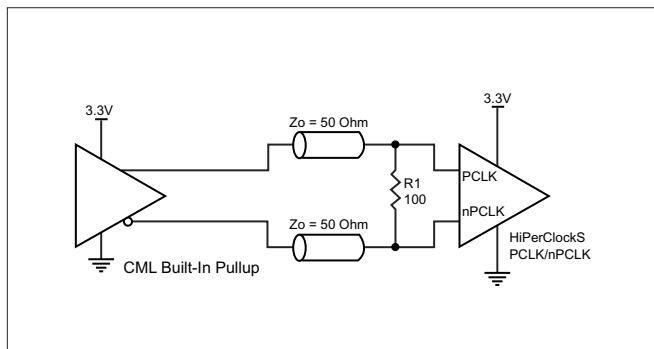 3.3V
Zo = 50 Ohm
3.3V
R1
100
PCLK
nPCLK
Zo = 50 Ohm
CML Built-In Pullup
HiPerClockS
PCLK/nPCLK